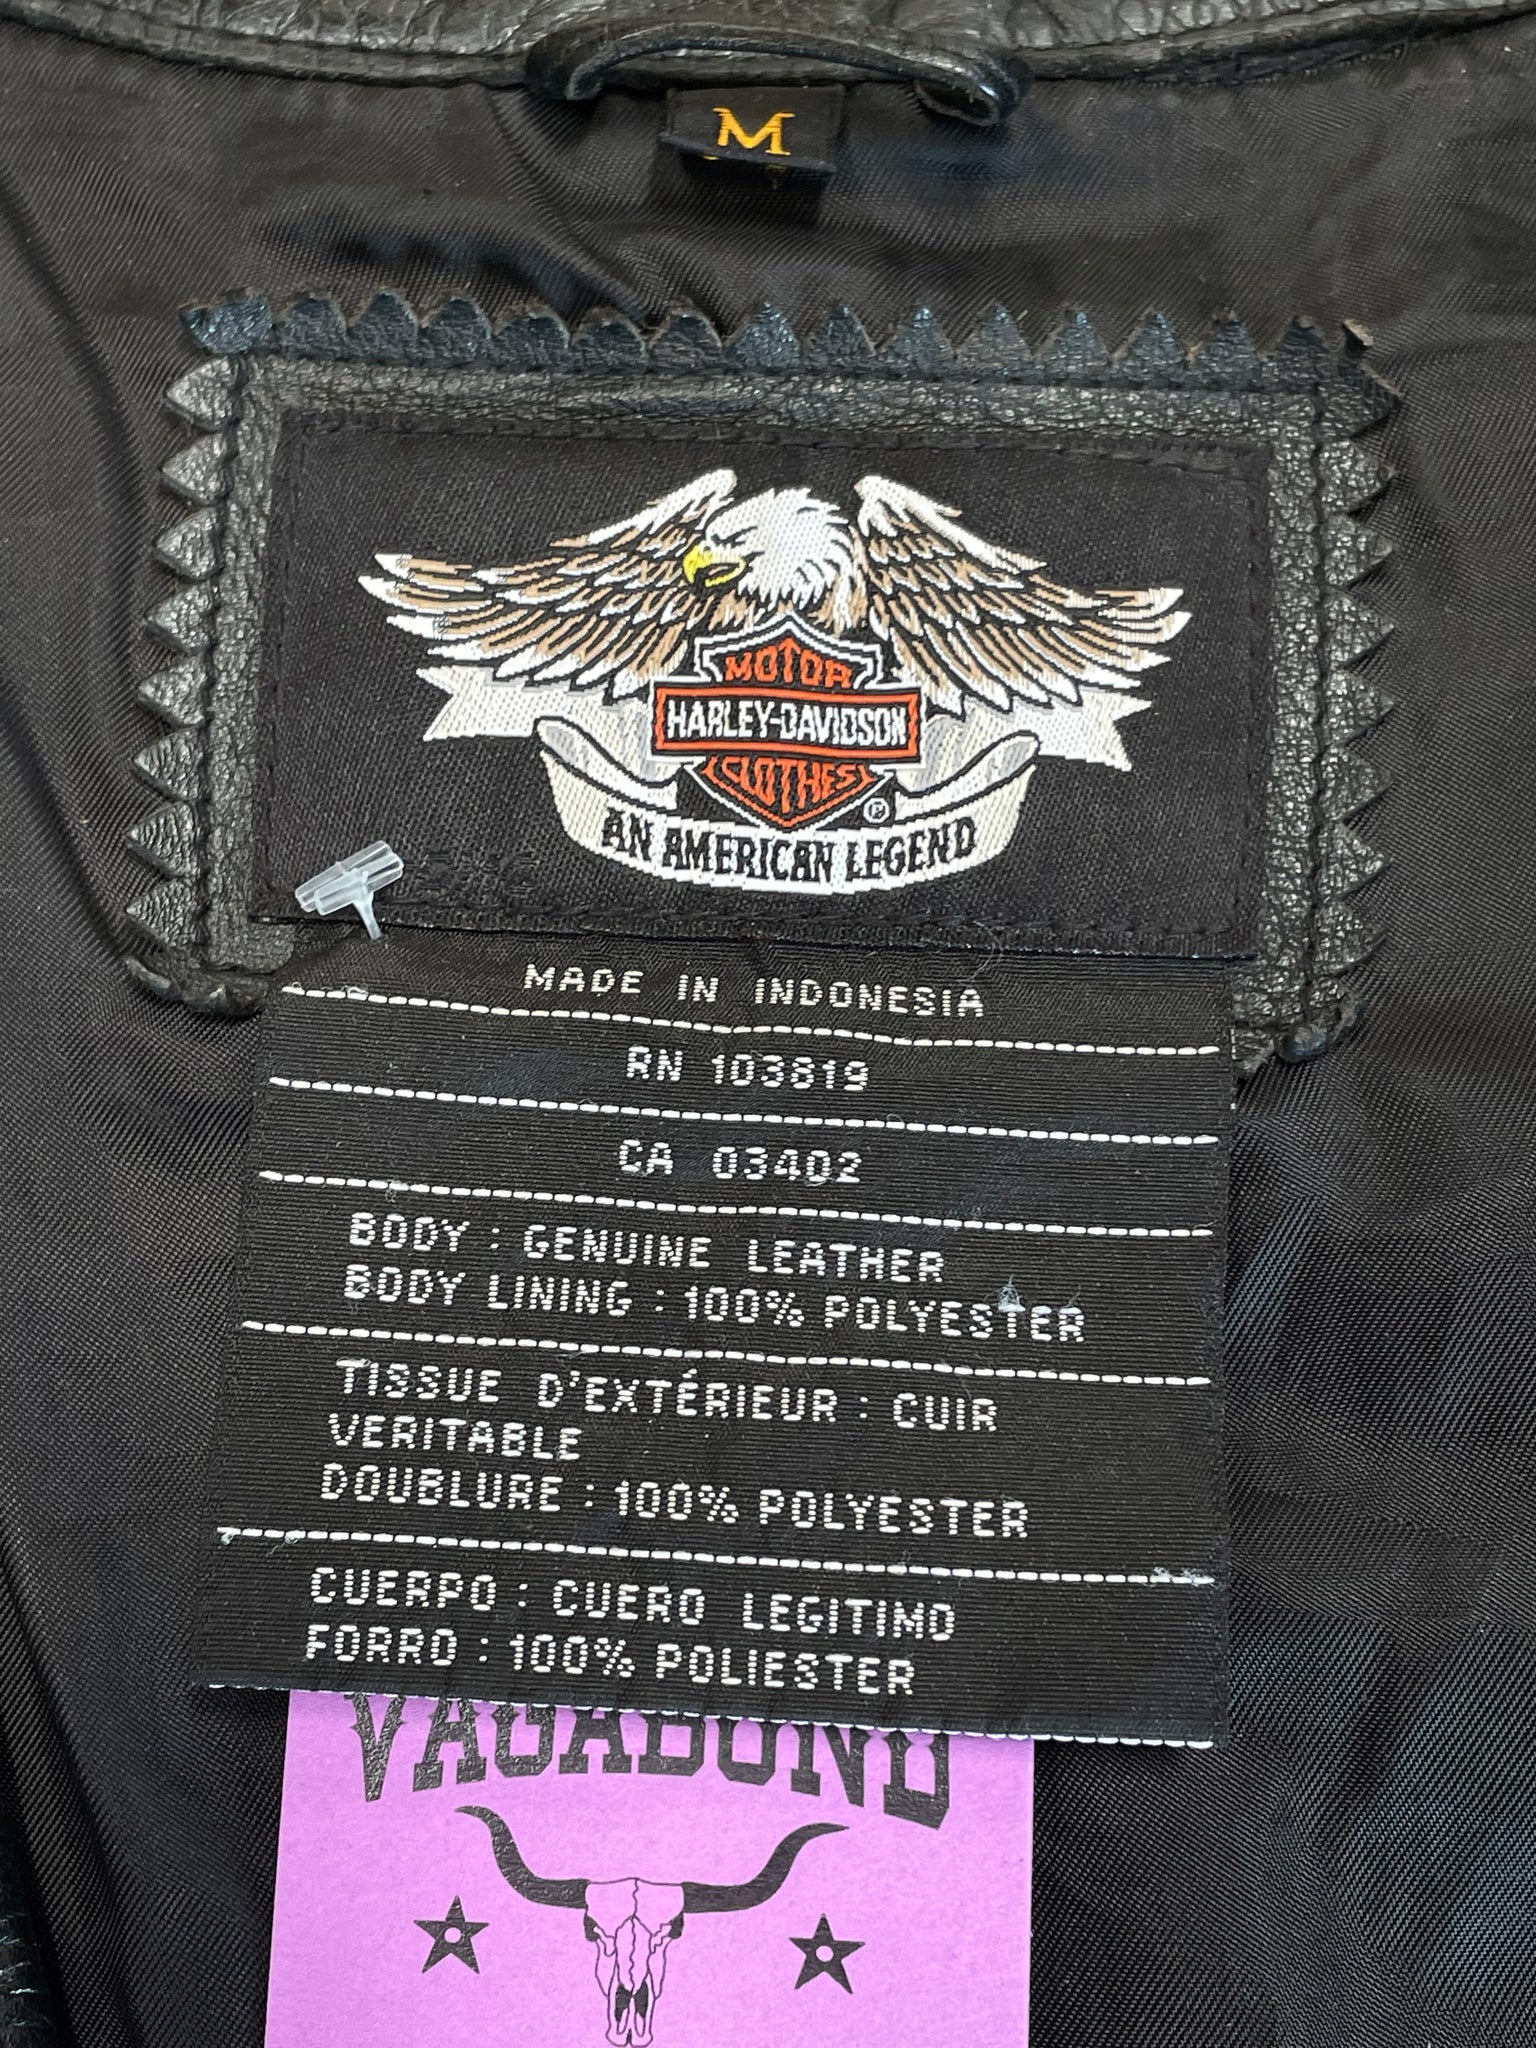 M
MOTOR
HARLEY-DAVIDSON
CLOTHES
®
AN AMERICAN LEGEND
MADE IN INDONESIA
RN 103819
CA 03402
BODY : GENUINE LEATHER
BODY LINING : 100% POLYESTER
TISSUE D'EXTÉRIEUR : CUIR
VERITABLE
DOUBLURE : 100% POLYESTER
CUERPO : CUERO LEGITIMO
FORRO : 100% POLIESTER
VAGABOND